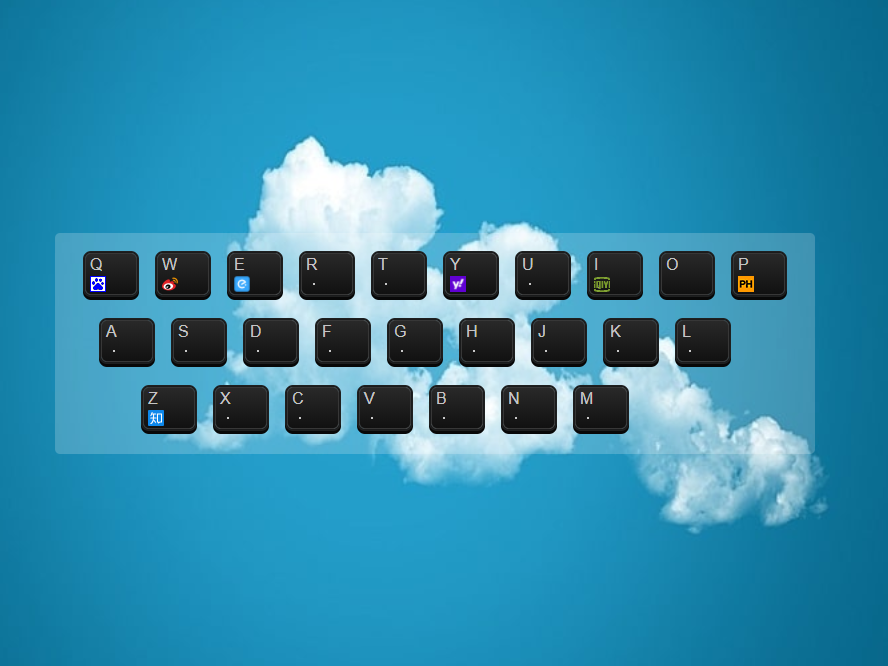 Q W E R T Y U I O P
y! iQIYI PH
A S D F G H J K L
Z X C V B N M
知